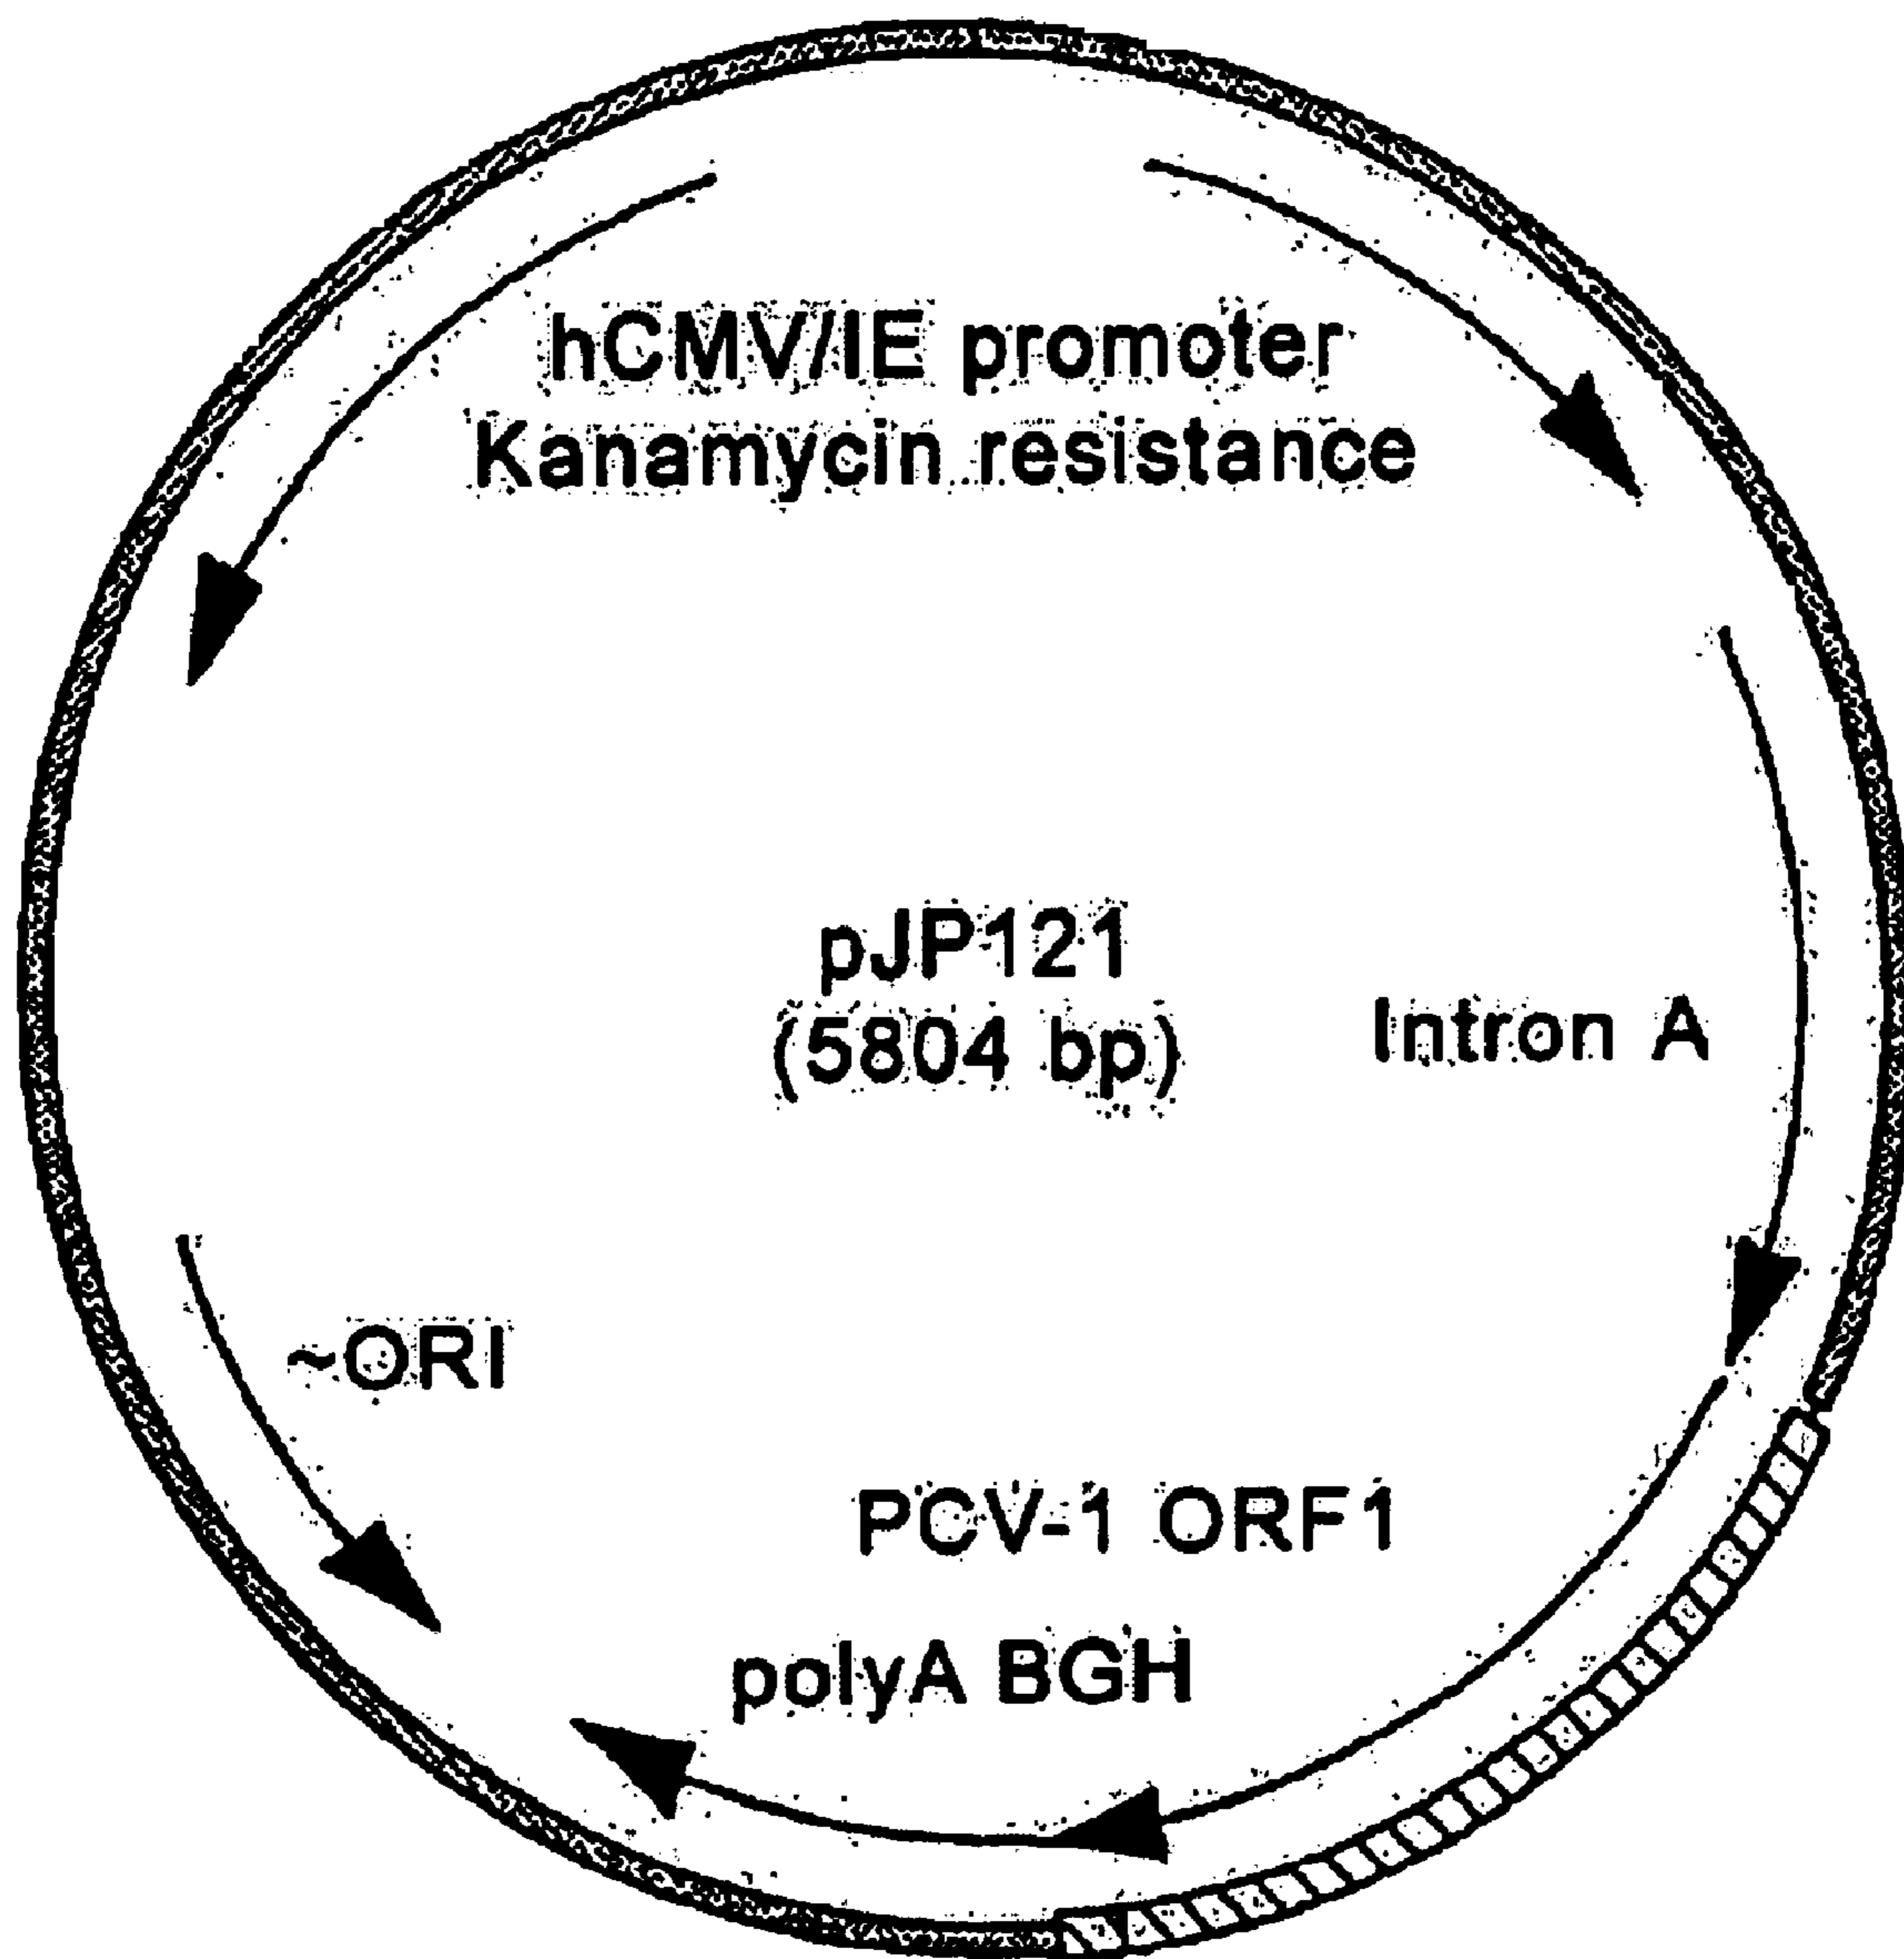 hCMV/IE promoter
Kanamycin resistance
pJP121
(5804 bp)
Intron A
~ORI
PCV-1 ORF1
polyA BGH